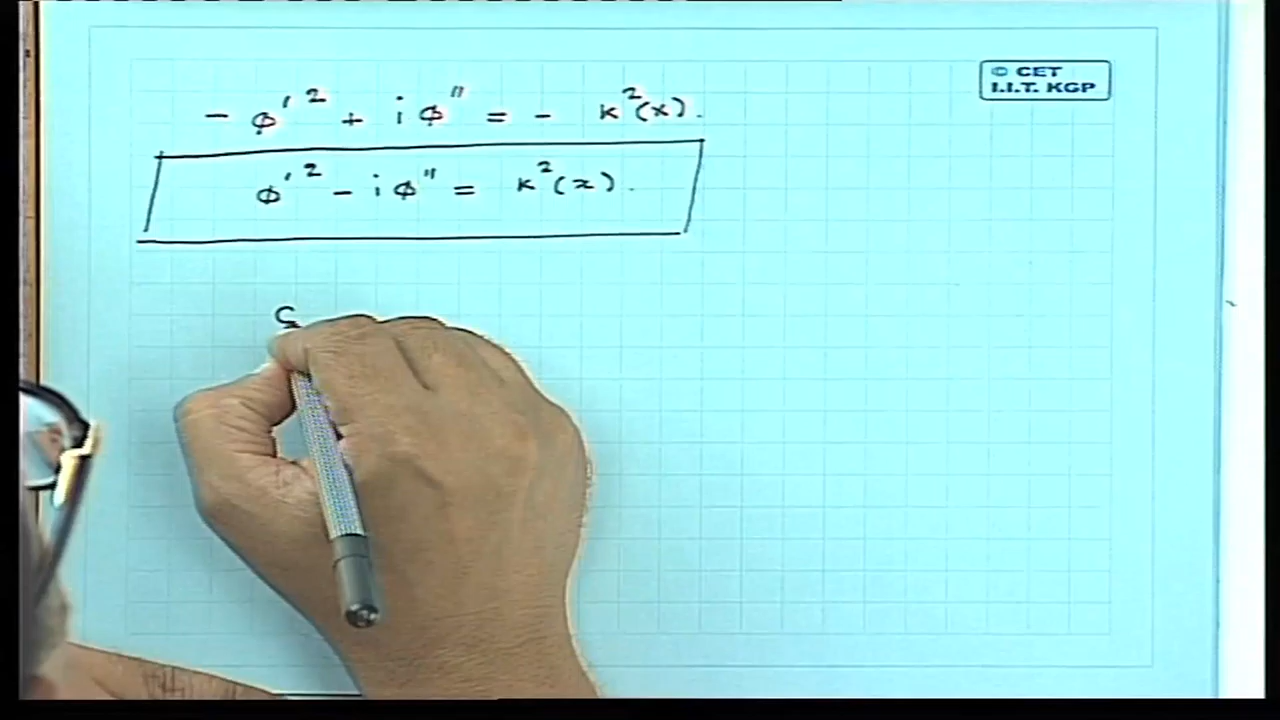 © CET
I.I.T. KGP
- ϕ'² + i ϕ'' = - k²(x).
ϕ'² - i ϕ'' = k²(x).